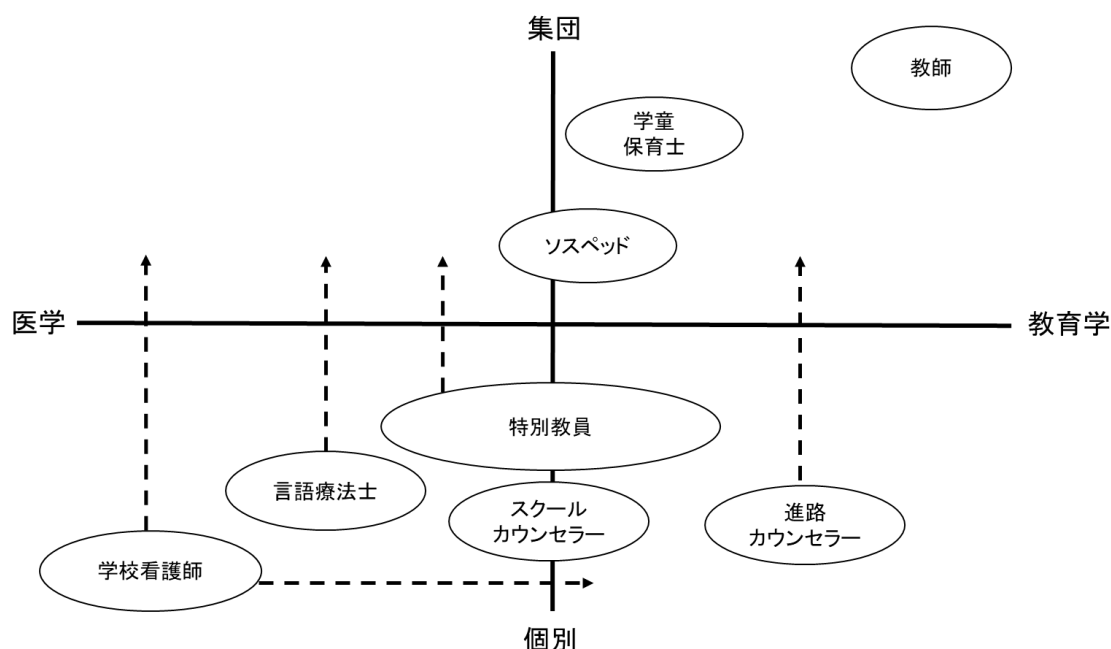 集団
教師
学童
保育士
ソスペッド
医学
教育学
特別教員
言語療法士
スクール
カウンセラー
進路
カウンセラー
学校看護師
個別